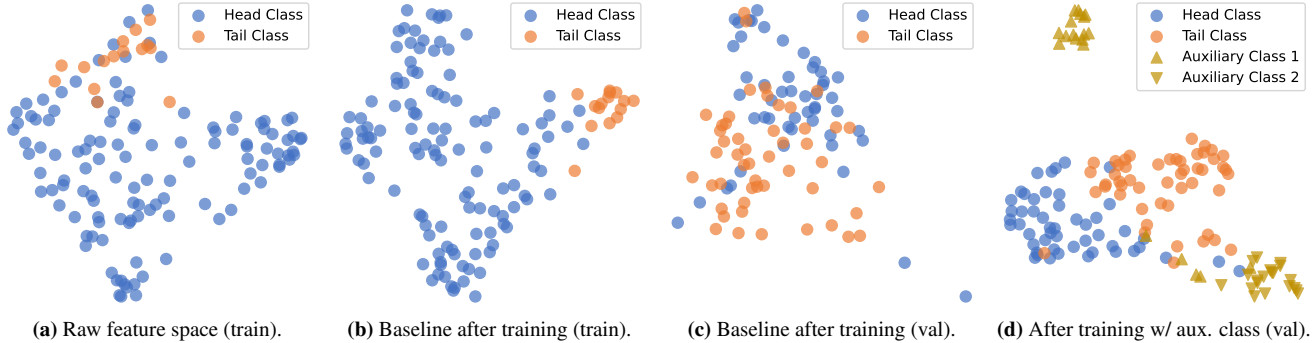 Head Class
Tail Class
Head Class
Tail Class
Head Class
Tail Class
Head Class
Tail Class
Auxiliary Class 1
Auxiliary Class 2
(a) Raw feature space (train).
(b) Baseline after training (train).
(c) Baseline after training (val).
(d) After training w/ aux. class (val).